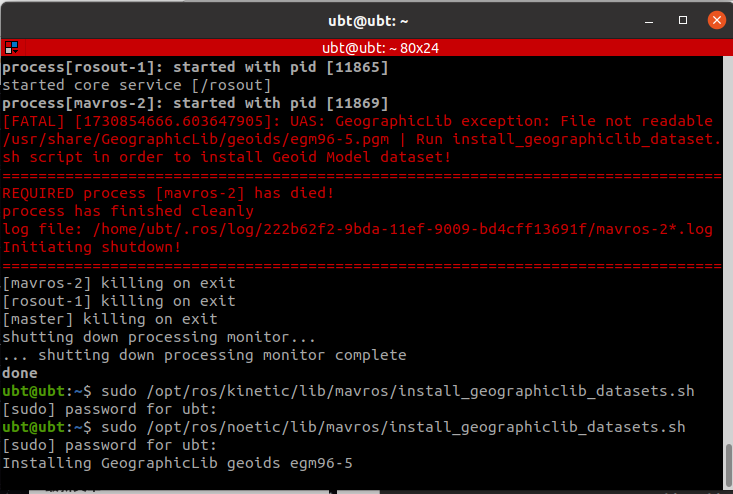 ubt@ubt: ~
ubt@ubt: ~ 80x24
process[rosout-1]: started with pid [11865]
started core service [/rosout]
process[mavros-2]: started with pid [11869]
[FATAL] [1730854666.603647905]: UAS: GeographicLib exception: File not readable
/usr/share/GeographicLib/geoids/egm96-5.pgm | Run install_geographiclib_dataset.
sh script in order to install Geoid Model dataset!
================================================================================
REQUIRED process [mavros-2] has died!
process has finished cleanly
log file: /home/ubt/.ros/log/222b62f2-9bda-11ef-9009-bd4cff13691f/mavros-2*.log
Initiating shutdown!
================================================================================
[mavros-2] killing on exit
[rosout-1] killing on exit
[master] killing on exit
shutting down processing monitor...
... shutting down processing monitor complete
done
ubt@ubt:~$ sudo /opt/ros/kinetic/lib/mavros/install_geographiclib_datasets.sh
[sudo] password for ubt:
ubt@ubt:~$ sudo /opt/ros/noetic/lib/mavros/install_geographiclib_datasets.sh
[sudo] password for ubt:
Installing GeographicLib geoids egm96-5